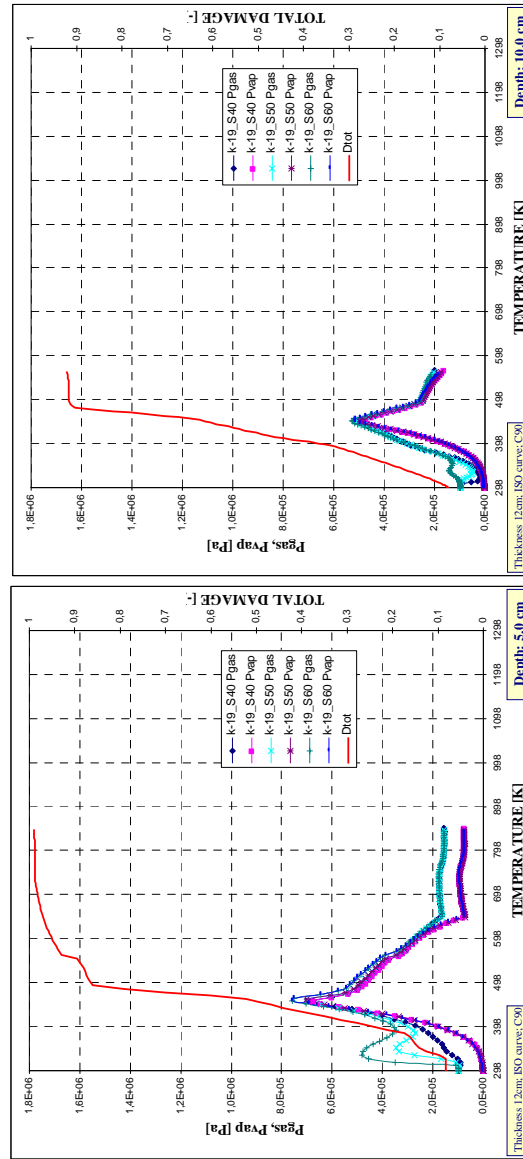 1.8E+06
1.6E+06
1.4E+06
1.2E+06
1.0E+06
8.0E+05
6.0E+05
4.0E+05
2.0E+05
0.0E+00
Pgas, Pvap [Pa]
298
398
498
598
698
798
898
998
1098
1198
1298
TEMPERATURE [K]
1
0,9
0,8
0,7
0,6
0,5
0,4
0,3
0,2
0,1
0
TOTAL DAMAGE [-]
k-19_S40 Pgas
k-19_S40 Pvap
k-19_S50 Pgas
k-19_S50 Pvap
k-19_S60 Pgas
k-19_S60 Pvap
Dtot
Thickness 12cm; ISO curve; C90
Depth: 5.0 cm
1.8E+06
1.6E+06
1.4E+06
1.2E+06
1.0E+06
8.0E+05
6.0E+05
4.0E+05
2.0E+05
0.0E+00
Pgas, Pvap [Pa]
298
398
498
598
698
798
898
998
1098
1198
1298
TEMPERATURE [K]
1
0,9
0,8
0,7
0,6
0,5
0,4
0,3
0,2
0,1
0
TOTAL DAMAGE [-]
k-19_S40 Pgas
k-19_S40 Pvap
k-19_S50 Pgas
k-19_S50 Pvap
k-19_S60 Pgas
k-19_S60 Pvap
Dtot
Thickness 12cm; ISO curve; C90
Depth: 10.0 cm